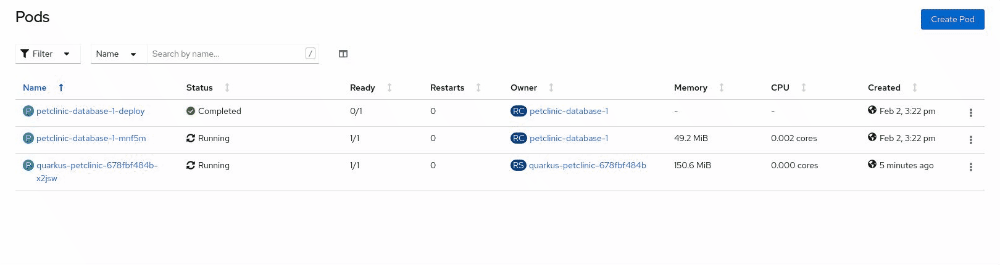 Pods
Create Pod
Filter Name Search by name... /
Name Status Ready Restarts Owner Memory CPU Created
P petclinic-database-1-deploy Completed 0/1 0 RC petclinic-database-1 - - Feb 2, 3:22 pm
P petclinic-database-1-mnf5m Running 1/1 0 RC petclinic-database-1 49.2 MiB 0.002 cores Feb 2, 3:22 pm
P quarkus-petclinic-678fbf484b- Running 1/1 0 RS quarkus-petclinic-678fbf484b 150.6 MiB 0.000 cores 5 minutes ago
x2jsw